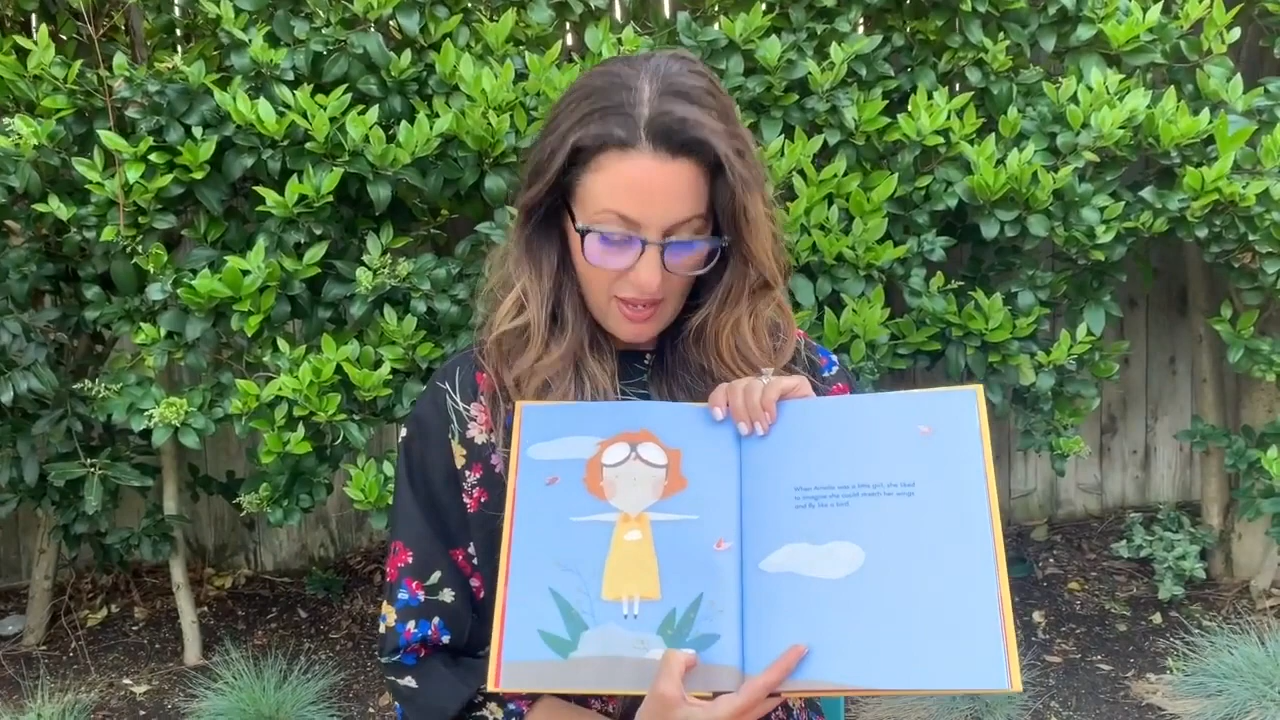 When Amelia was a little girl, she liked
to imagine she could stretch her wings
and fly like a bird.